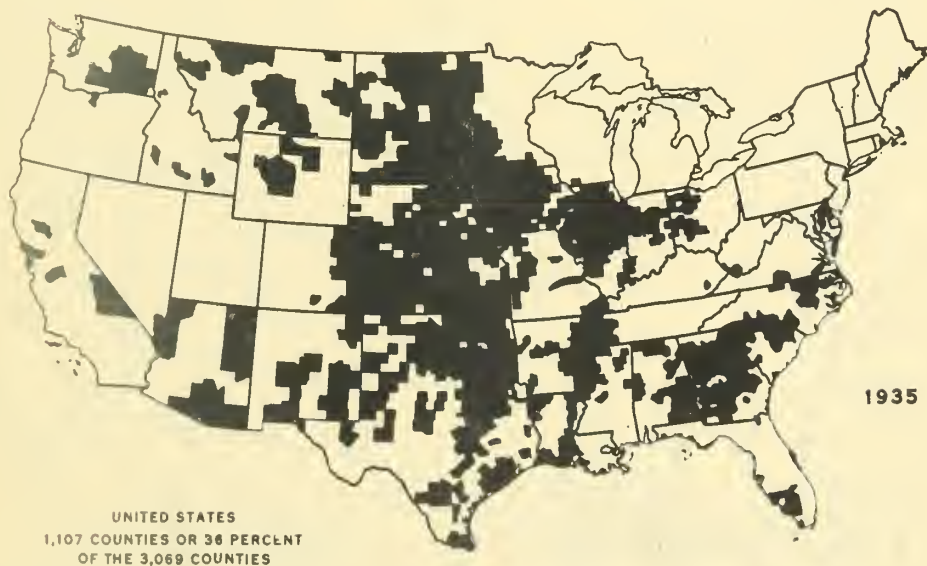 1935
UNITED STATES
1,107 COUNTIES OR 36 PERCENT
OF THE 3,069 COUNTIES